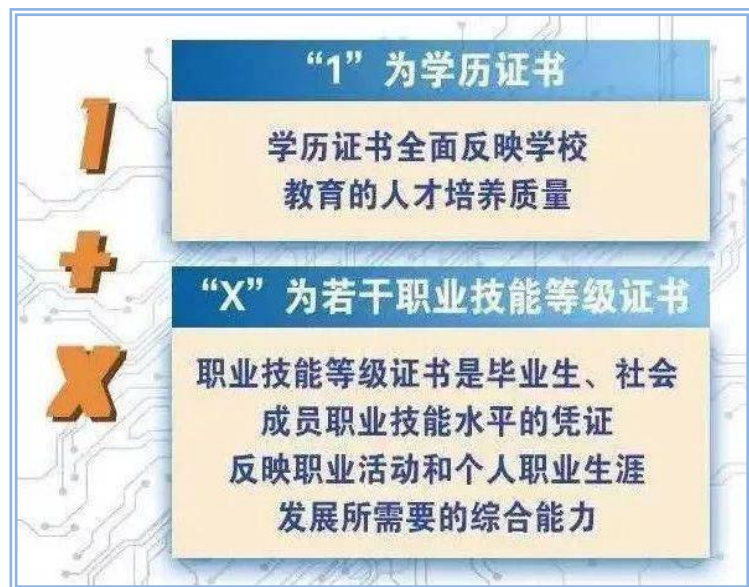 1
+
X
“1”为学历证书
学历证书全面反映学校
教育的人才培养质量
“X”为若干职业技能等级证书
职业技能等级证书是毕业生、社会
成员职业技能水平的凭证
反映职业活动和个人职业生涯
发展所需要的综合能力